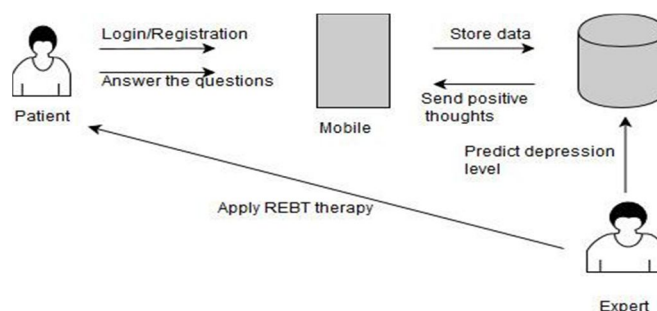 Login/Registration
Answer the questions
Patient
Mobile
Store data
Send positive
thoughts
Predict depression
level
Apply REBT therapy
Expert